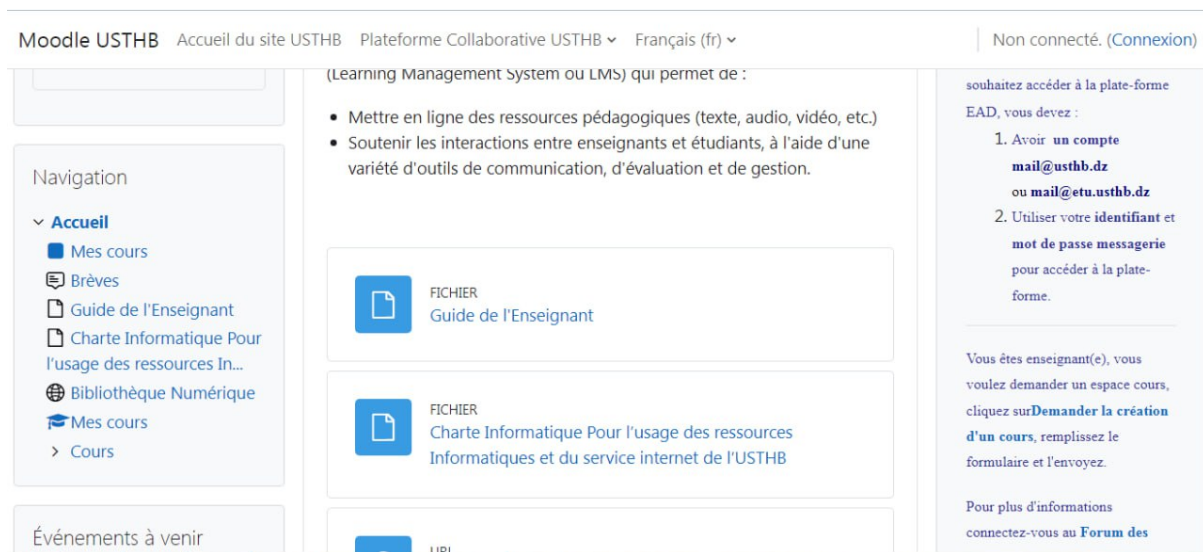 Moodle USTHB Accueil du site USTHB Plateforme Collaborative USTHB Français (fr) Non connecté. (Connexion)
Navigation
Accueil
Mes cours
Brèves
Guide de l'Enseignant
Charte Informatique Pour
l'usage des ressources In...
Bibliothèque Numérique
Mes cours
Cours
Événements à venir
(Learning Management System ou LMS) qui permet de :
• Mettre en ligne des ressources pédagogiques (texte, audio, vidéo, etc.)
• Soutenir les interactions entre enseignants et étudiants, à l'aide d'une
variété d'outils de communication, d'évaluation et de gestion.
FICHIER
Guide de l'Enseignant
FICHIER
Charte Informatique Pour l'usage des ressources
Informatiques et du service internet de l'USTHB
URL
souhaitez accéder à la plate-forme
EAD, vous devez :
1. Avoir un compte
mail@usthb.dz
ou mail@etu.usthb.dz
2. Utiliser votre identifiant et
mot de passe messagerie
pour accéder à la plate-
forme.
Vous êtes enseignant(e), vous
voulez demander un espace cours,
cliquez surDemander la création
d'un cours, remplissez le
formulaire et l'envoyez.
Pour plus d'informations
connectez-vous au Forum des